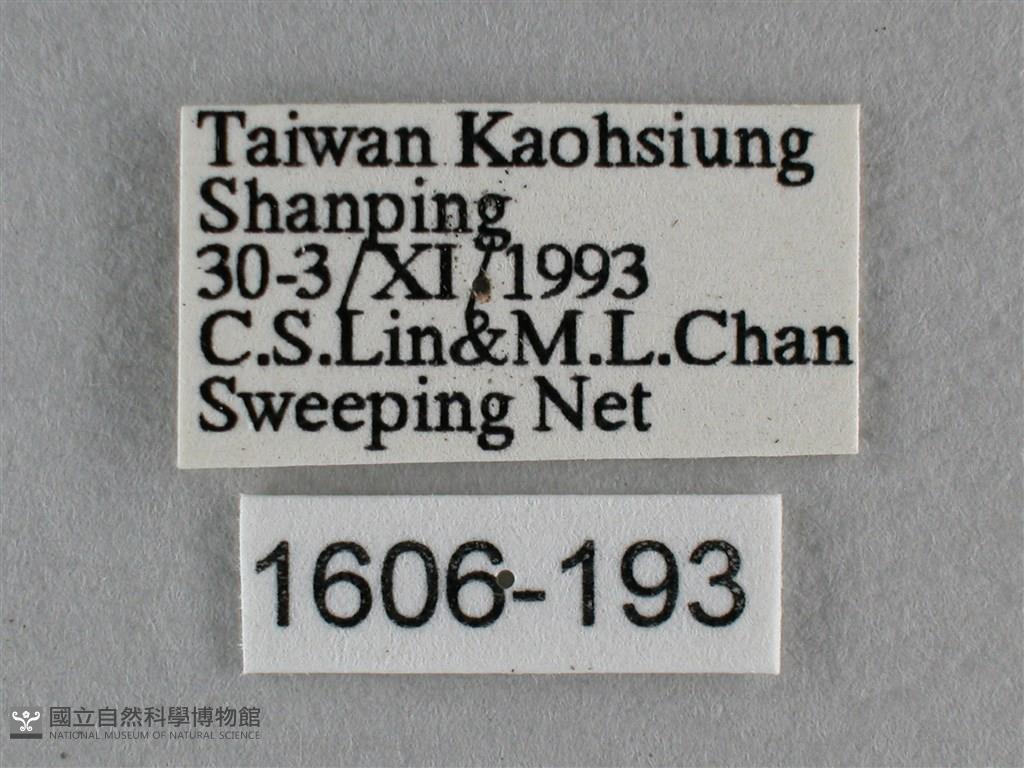 Taiwan Kaohsiung
Shanping
30-3/XI/1993
C.S.Lin&M.L.Chan
Sweeping Net
1606-193
國立自然科學博物館
NATIONAL MUSEUM OF NATURAL SCIENCE